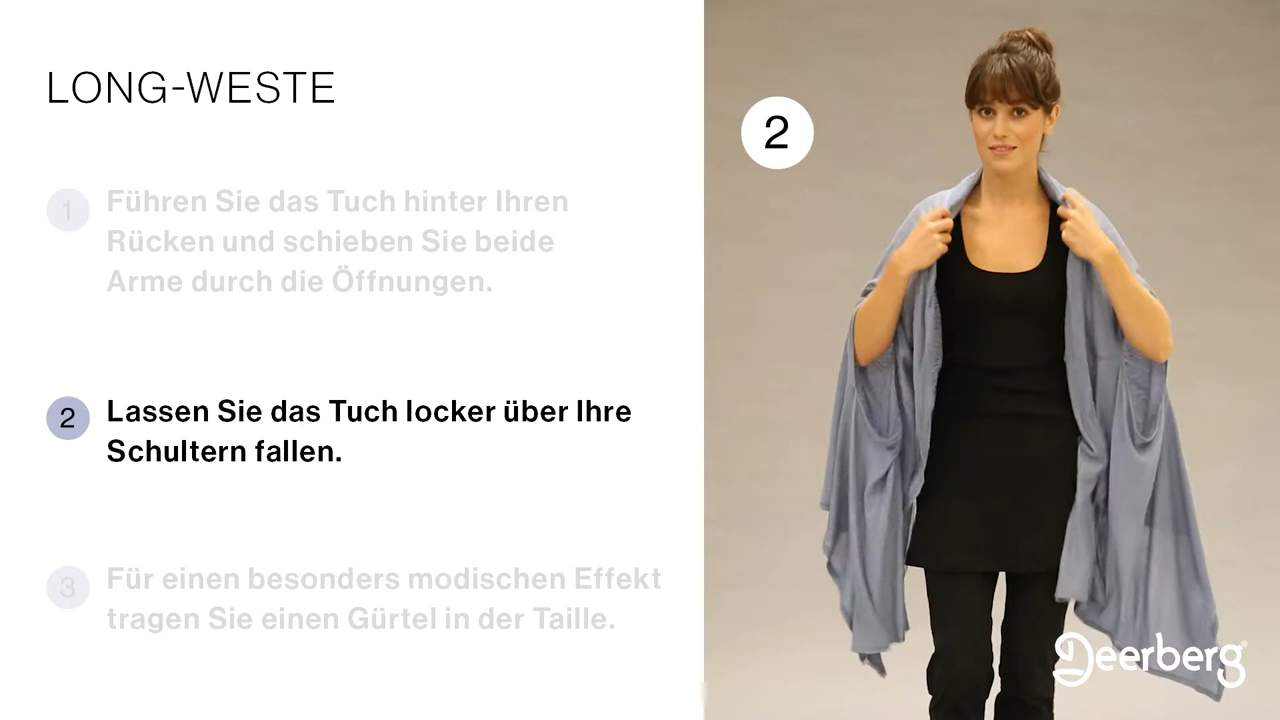 LONG-WESTE
1
Führen Sie das Tuch hinter Ihren
Rücken und schieben Sie beide
Arme durch die Öffnungen.
2
Lassen Sie das Tuch locker über Ihre
Schultern fallen.
3
Für einen besonders modischen Effekt
tragen Sie einen Gürtel in der Taille.
2
Deerberg®